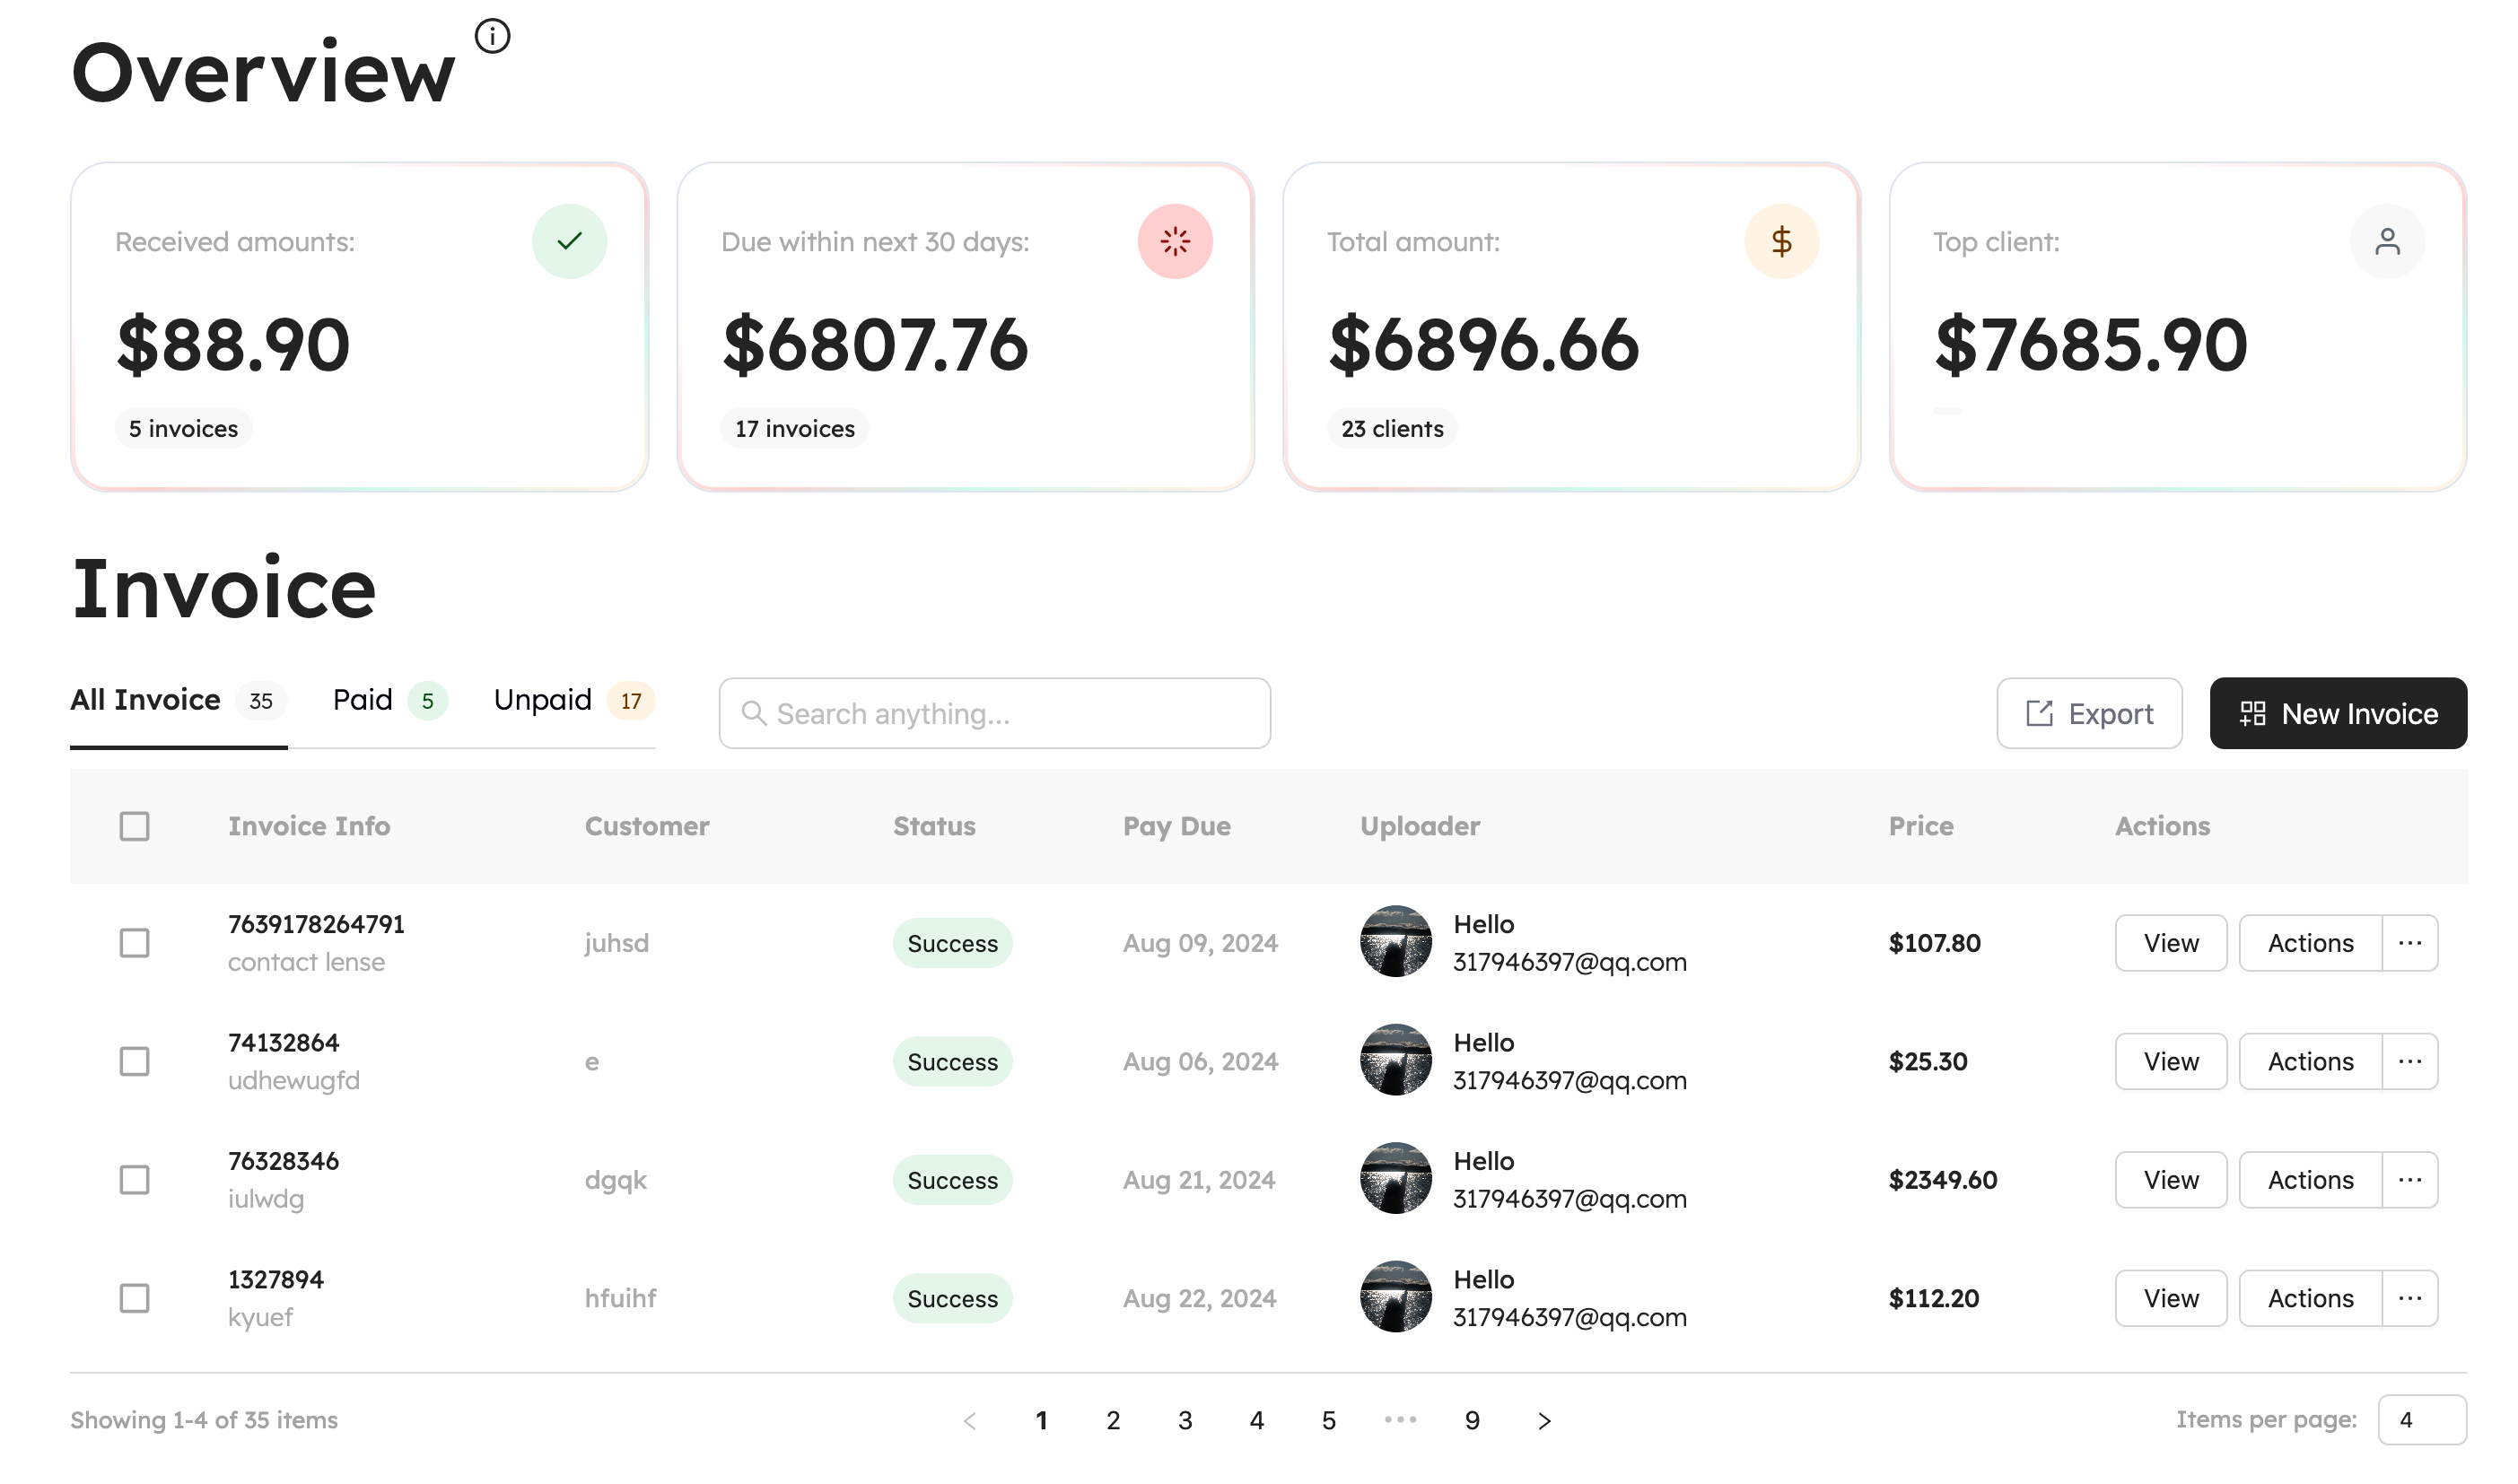 Overview
Received amounts:
$88.90
5 invoices
Due within next 30 days:
$6807.76
17 invoices
Total amount:
$6896.66
23 clients
Top client:
$7685.90
Invoice
All Invoice 35 Paid 5 Unpaid 17 Search anything... Export New Invoice
Invoice Info Customer Status Pay Due Uploader Price Actions
7639178264791
contact lense
juhsd Success Aug 09, 2024
Hello
317946397@qq.com
$107.80 View Actions ···
74132864
udhewugfd
e Success Aug 06, 2024
Hello
317946397@qq.com
$25.30 View Actions ···
76328346
iulwdg
dgqk Success Aug 21, 2024
Hello
317946397@qq.com
$2349.60 View Actions ···
1327894
kyuef
hfuihf Success Aug 22, 2024
Hello
317946397@qq.com
$112.20 View Actions ···
Showing 1-4 of 35 items < 1 2 3 4 5 ••• 9 > Items per page: 4